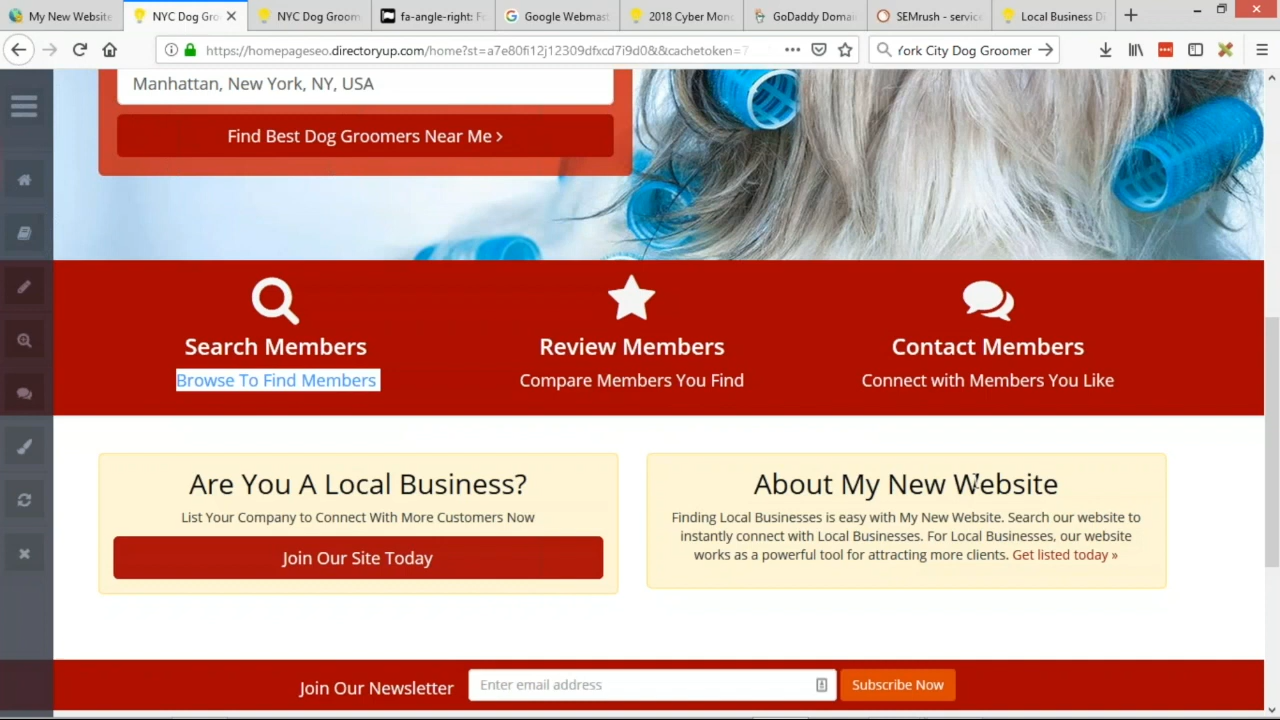 My New Website
NYC Dog Gro
NYC Dog Groom
fa-angle-right: F
Google Webmast
2018 Cyber Mon
GoDaddy Domai
SEMrush - service
Local Business Di
https://homepageseo.directoryup.com/home?st=a7e80fi12j12309dfxcd7i9d0&&cachetoken=7
York City Dog Groomer
Manhattan, New York, NY, USA
Find Best Dog Groomers Near Me >
Search Members
Review Members
Contact Members
Browse To Find Members
Compare Members You Find
Connect with Members You Like
Are You A Local Business?
List Your Company to Connect With More Customers Now
Join Our Site Today
About My New Website
Finding Local Businesses is easy with My New Website. Search our website to
instantly connect with Local Businesses. For Local Businesses, our website
works as a powerful tool for attracting more clients. Get listed today »
Join Our Newsletter
Enter email address
Subscribe Now